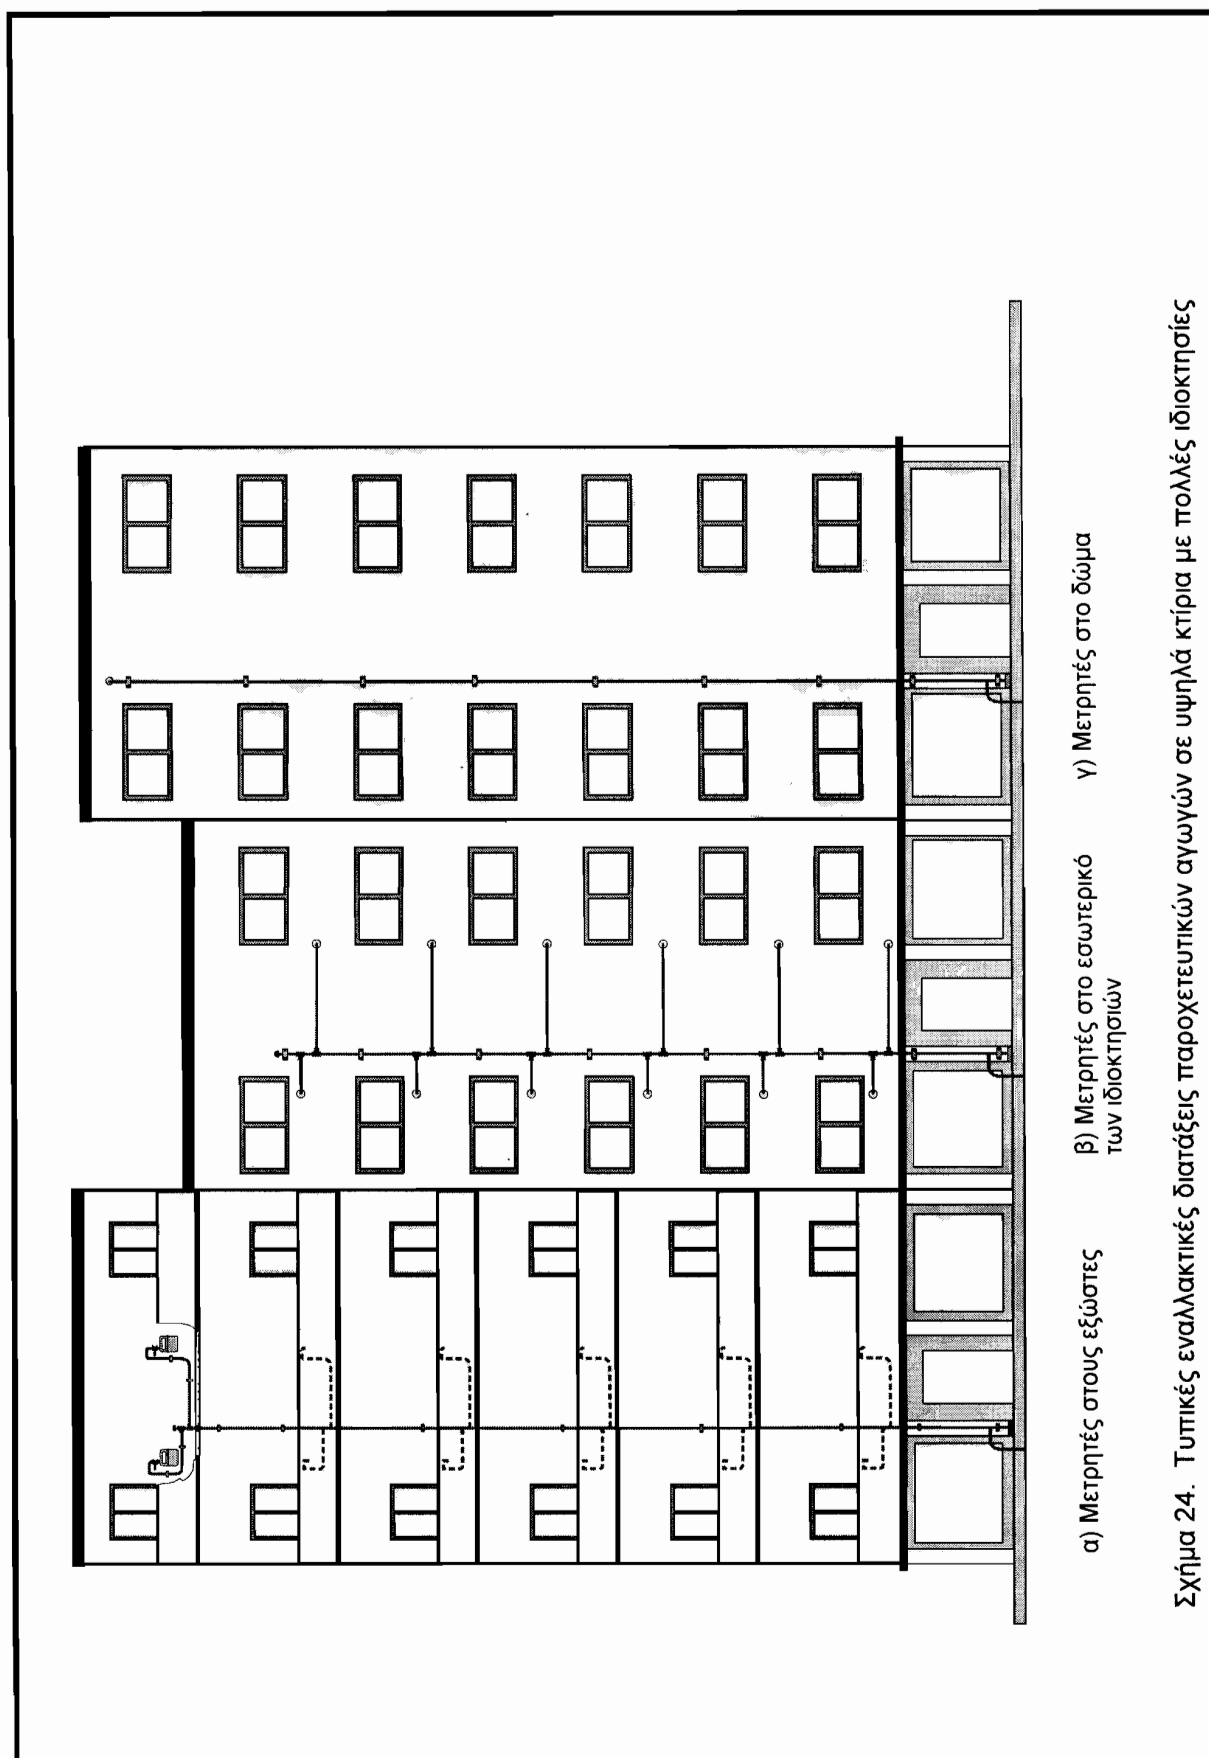 α) Μετρητές στους εξώστες
β) Μετρητές στο εσωτερικό
των ιδιοκτησιών
γ) Μετρητές στο δώμα
Σχήμα 24. Τυπικές εναλλακτικές διατάξεις παροχετευτικών αγωγών σε υψηλά κτίρια με πολλές ιδιοκτησίες